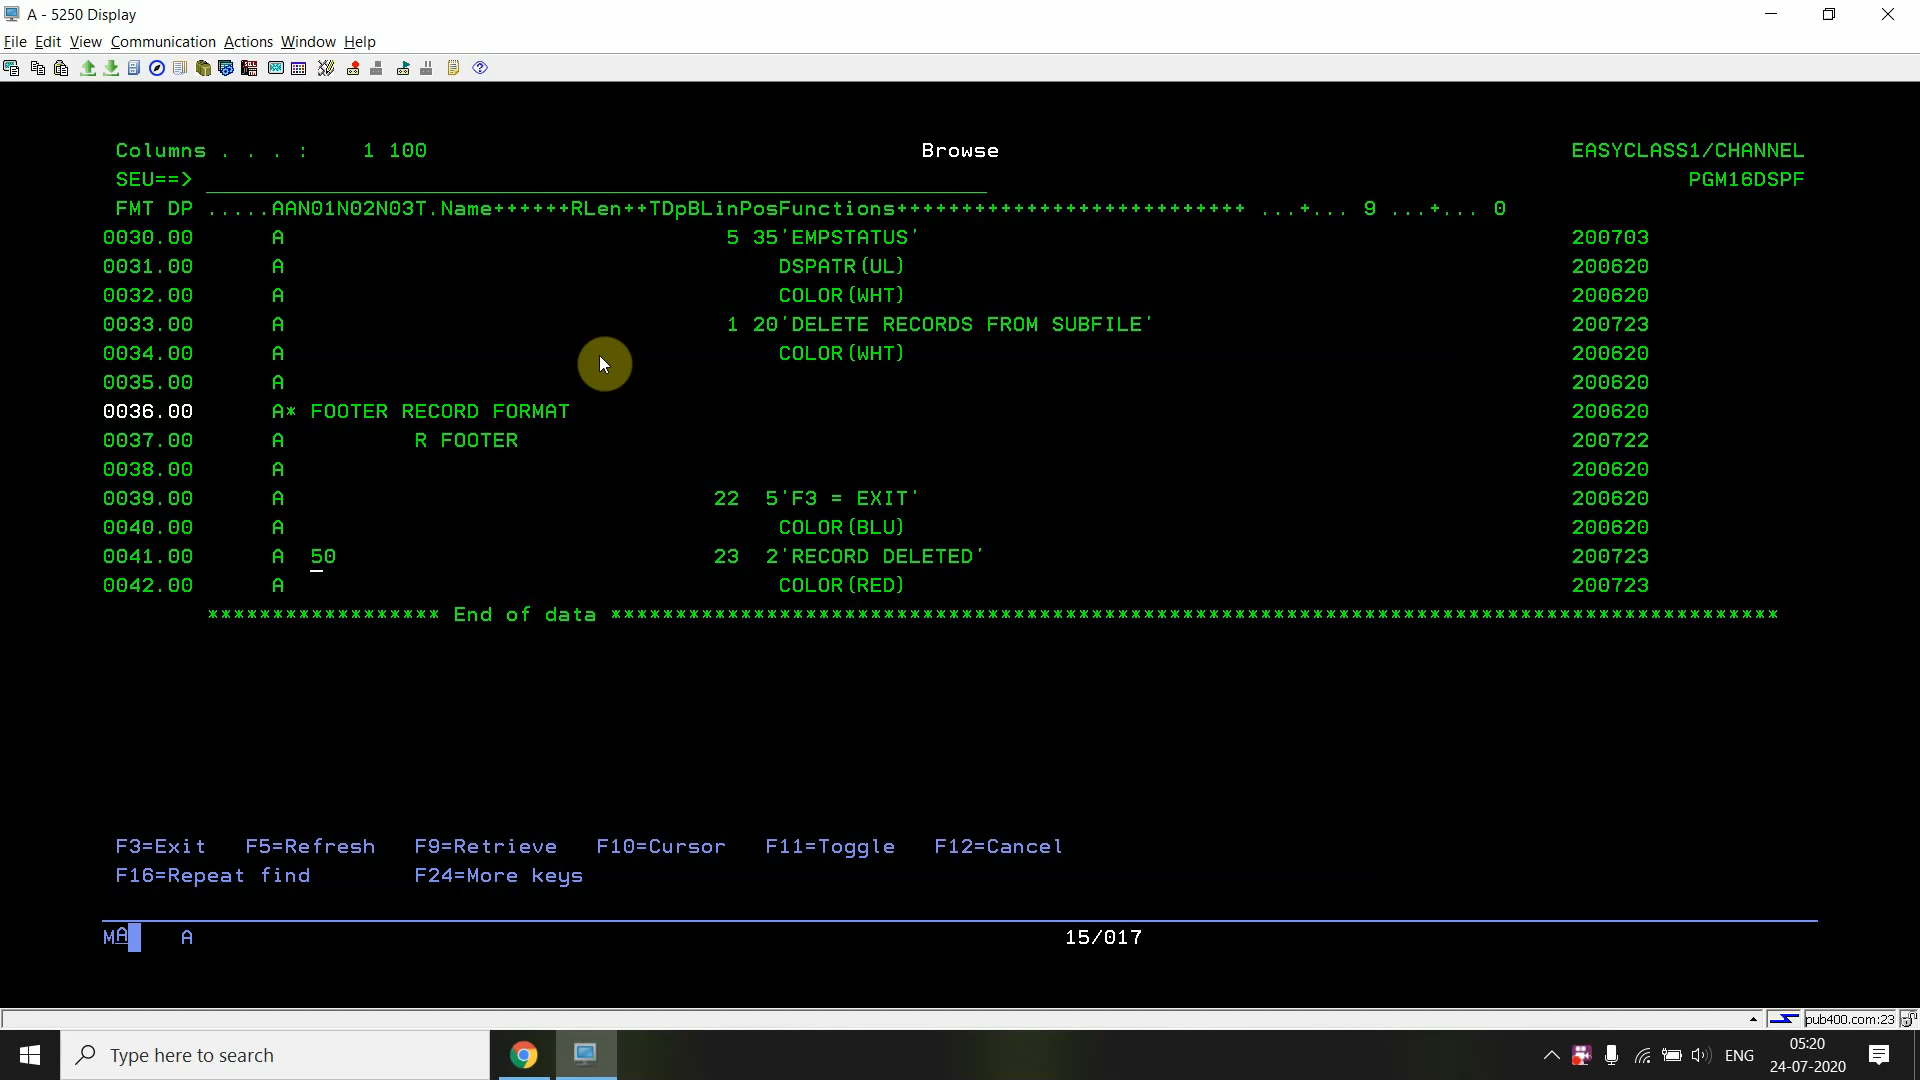 A - 5250 Display
File Edit View Communication Actions Window Help
Columns . . . :    1 100    Browse    EASYCLASS1/CHANNEL
SEU==>    PGM16DSPF
FMT DP .....AAN01N02N03T.Name++++++RLen++TDpBLinPosFunctions+++++++++++++++++++++++++++ ...+... 9 ...+... 0
0030.00 A 5 35'EMPSTATUS' 200703
0031.00 A DSPATR(UL) 200620
0032.00 A COLOR(WHT) 200620
0033.00 A 1 20'DELETE RECORDS FROM SUBFILE' 200723
0034.00 A COLOR(WHT) 200620
0035.00 A 200620
0036.00 A* FOOTER RECORD FORMAT 200620
0037.00 A R FOOTER 200722
0038.00 A 200620
0039.00 A 22 5'F3 = EXIT' 200620
0040.00 A COLOR(BLU) 200620
0041.00 A 50 23 2'RECORD DELETED' 200723
0042.00 A COLOR(RED) 200723
****************** End of data ******************************************************************************************
F3=Exit F5=Refresh F9=Retrieve F10=Cursor F11=Toggle F12=Cancel
F16=Repeat find F24=More keys
MA A 15/017
pub400.com:23
Type here to search
ENG
05:20
24-07-2020